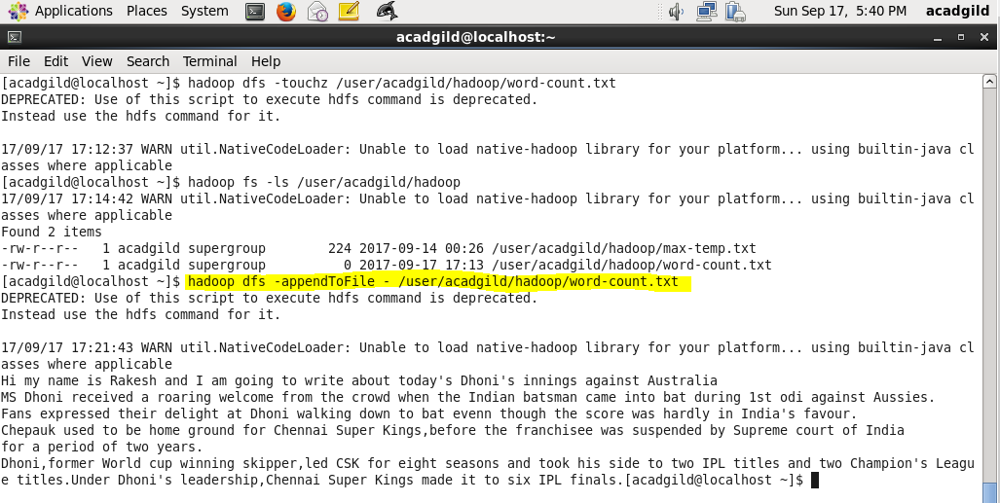 Applications Places System Sun Sep 17, 5:40 PM acadgild
acadgild@localhost:~
File Edit View Search Terminal Help
[acadgild@localhost ~]$ hadoop dfs -touchz /user/acadgild/hadoop/word-count.txt
DEPRECATED: Use of this script to execute hdfs command is deprecated.
Instead use the hdfs command for it.
17/09/17 17:12:37 WARN util.NativeCodeLoader: Unable to load native-hadoop library for your platform... using builtin-java cl
asses where applicable
[acadgild@localhost ~]$ hadoop fs -ls /user/acadgild/hadoop
17/09/17 17:14:42 WARN util.NativeCodeLoader: Unable to load native-hadoop library for your platform... using builtin-java cl
asses where applicable
Found 2 items
-rw-r--r--   1 acadgild supergroup        224 2017-09-14 00:26 /user/acadgild/hadoop/max-temp.txt
-rw-r--r--   1 acadgild supergroup          0 2017-09-17 17:13 /user/acadgild/hadoop/word-count.txt
[acadgild@localhost ~]$ hadoop dfs -appendToFile - /user/acadgild/hadoop/word-count.txt
DEPRECATED: Use of this script to execute hdfs command is deprecated.
Instead use the hdfs command for it.
17/09/17 17:21:43 WARN util.NativeCodeLoader: Unable to load native-hadoop library for your platform... using builtin-java cl
asses where applicable
Hi my name is Rakesh and I am going to write about today's Dhoni's innings against Australia
MS Dhoni received a roaring welcome from the crowd when the Indian batsman came into bat during 1st odi against Aussies.
Fans expressed their delight at Dhoni walking down to bat evenn though the score was hardly in India's favour.
Chepauk used to be home ground for Chennai Super Kings,before the franchisee was suspended by Supreme court of India
for a period of two years.
Dhoni,former World cup winning skipper,led CSK for eight seasons and took his side to two IPL titles and two Champion's Leagu
e titles.Under Dhoni's leadership,Chennai Super Kings made it to six IPL finals.[acadgild@localhost ~]$